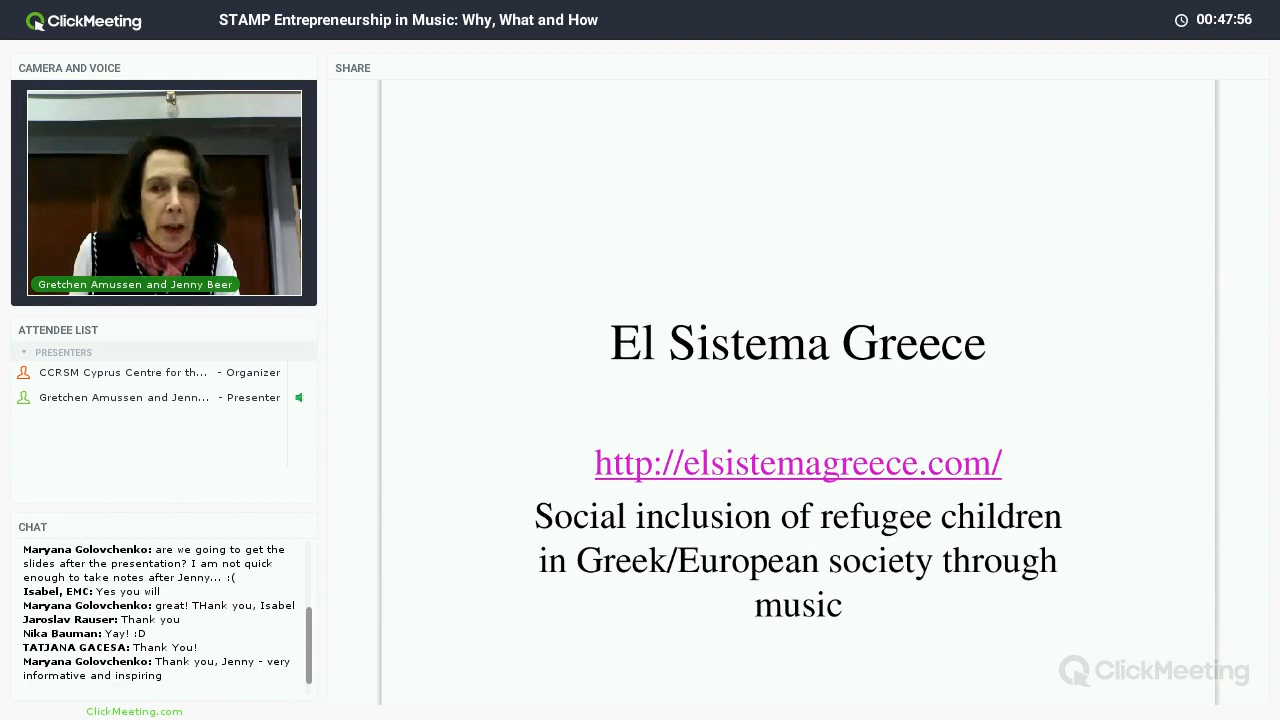 ClickMeeting
STAMP Entrepreneurship in Music: Why, What and How
00:47:56
CAMERA AND VOICE
Gretchen Amussen and Jenny Beer
ATTENDEE LIST
PRESENTERS
CCRSM Cyprus Centre for th... - Organizer
Gretchen Amussen and Jenn... - Presenter
CHAT
Maryana Golovchenko: are we going to get the
slides after the presentation? I am not quick
enough to take notes after Jenny... :(
Isabel, EMC: Yes you will
Maryana Golovchenko: great! THank you, Isabel
Jaroslav Rauser: Thank you
Nika Bauman: Yay! :D
TATJANA GACESA: Thank You!
Maryana Golovchenko: Thank you, Jenny - very
informative and inspiring
ClickMeeting.com
SHARE
El Sistema Greece
http://elsistemagreece.com/
Social inclusion of refugee children
in Greek/European society through
music
ClickMeeting